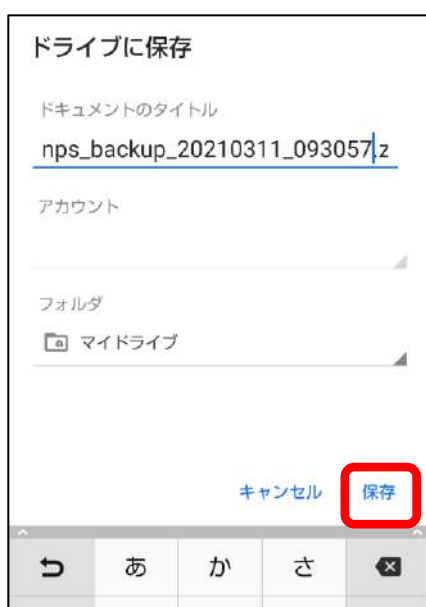 ドライブに保存
ドキュメントのタイトル
nps_backup_20210311_093057.z
アカウント
フォルダ
マイドライブ
キャンセル 保存
あ か さ